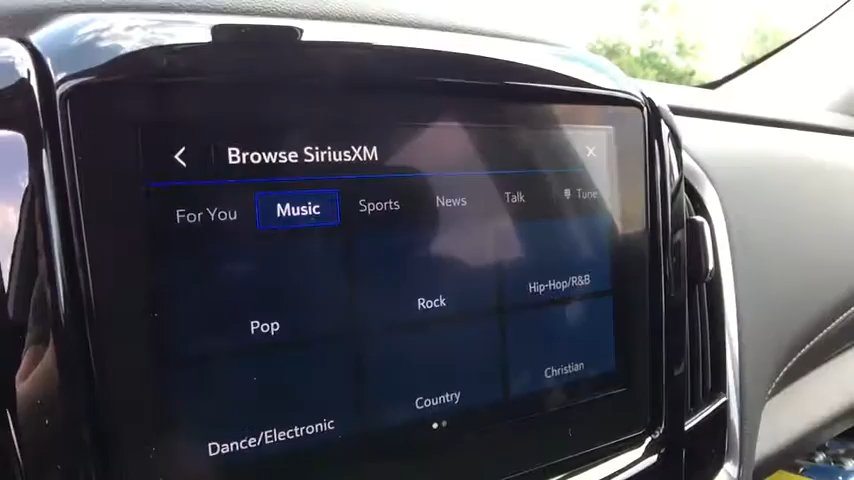 Browse SiriusXM
For You Music Sports News Talk Tune
Pop Rock Hip-Hop/R&B
Dance/Electronic Country Christian